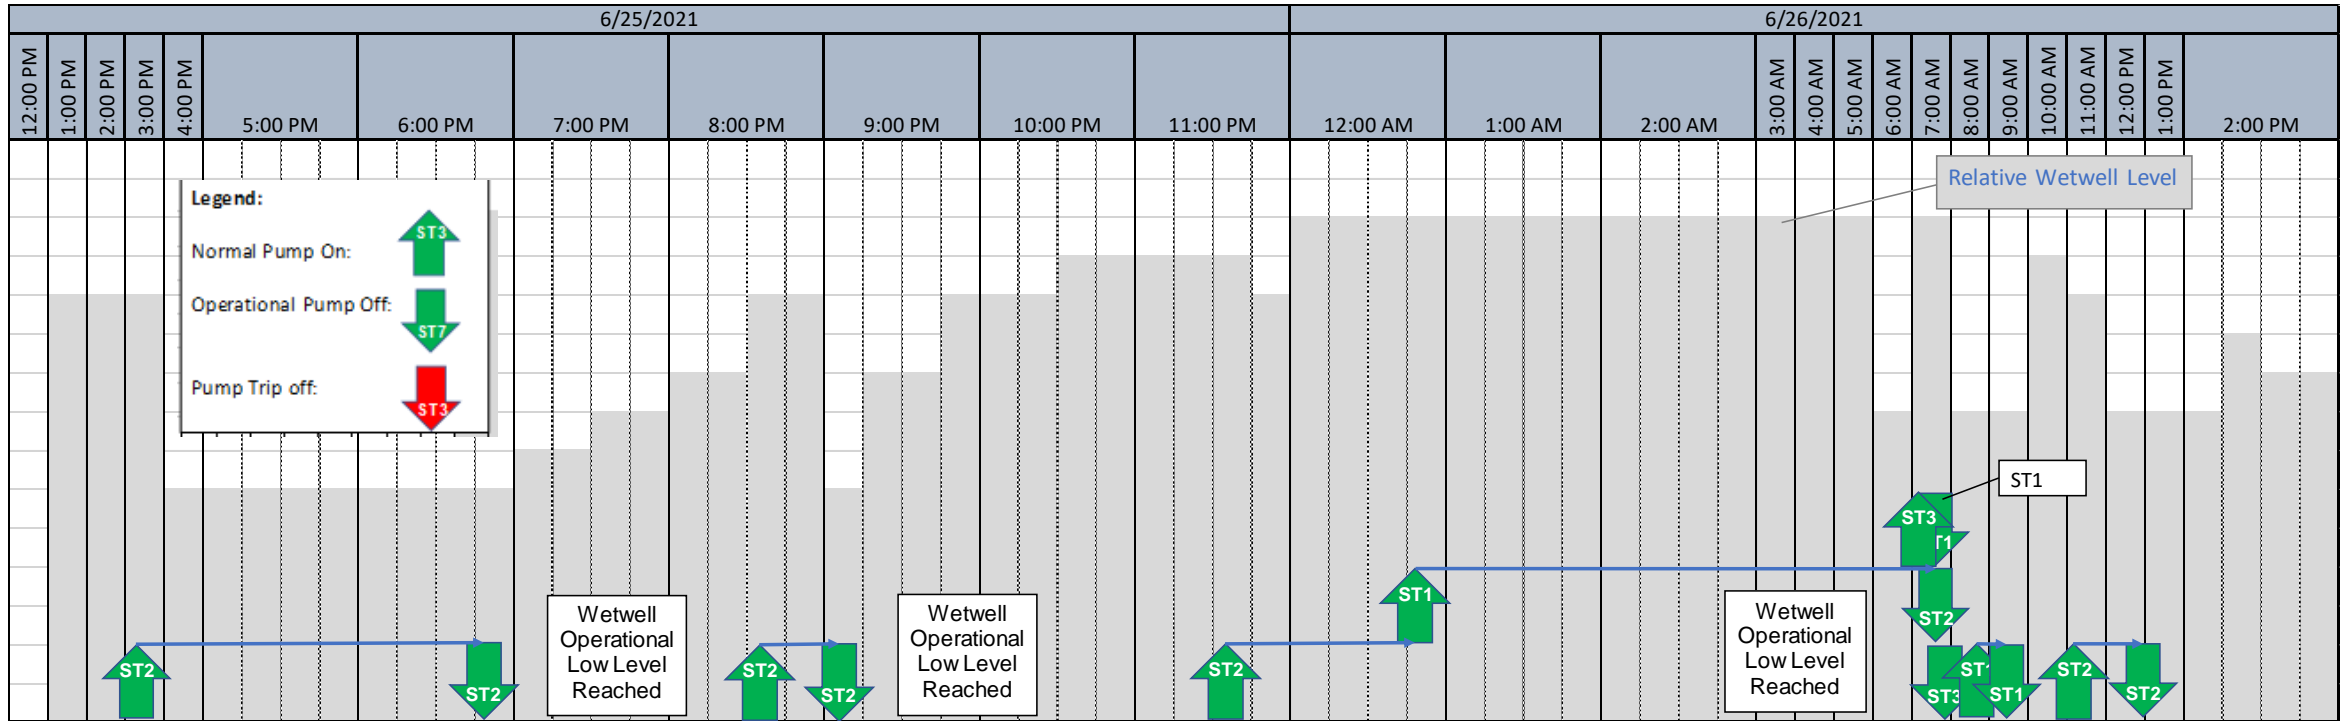 6/25/2021
6/26/2021
12:00 PM
1:00 PM
2:00 PM
3:00 PM
4:00 PM
5:00 PM
6:00 PM
7:00 PM
8:00 PM
9:00 PM
10:00 PM
11:00 PM
12:00 AM
1:00 AM
2:00 AM
3:00 AM
4:00 AM
5:00 AM
6:00 AM
7:00 AM
8:00 AM
9:00 AM
10:00 AM
11:00 AM
12:00 PM
1:00 PM
2:00 PM
Relative Wetwell Level
Legend:
Normal Pump On:
ST3
Operational Pump Off:
ST7
Pump Trip off:
ST3
ST1
ST3
T1
ST1
ST2
Wetwell
Operational
Low Level
Reached
Wetwell
Operational
Low Level
Reached
Wetwell
Operational
Low Level
Reached
ST2
ST2
ST2
ST2
ST2
ST3
ST1
ST1
ST2
ST2